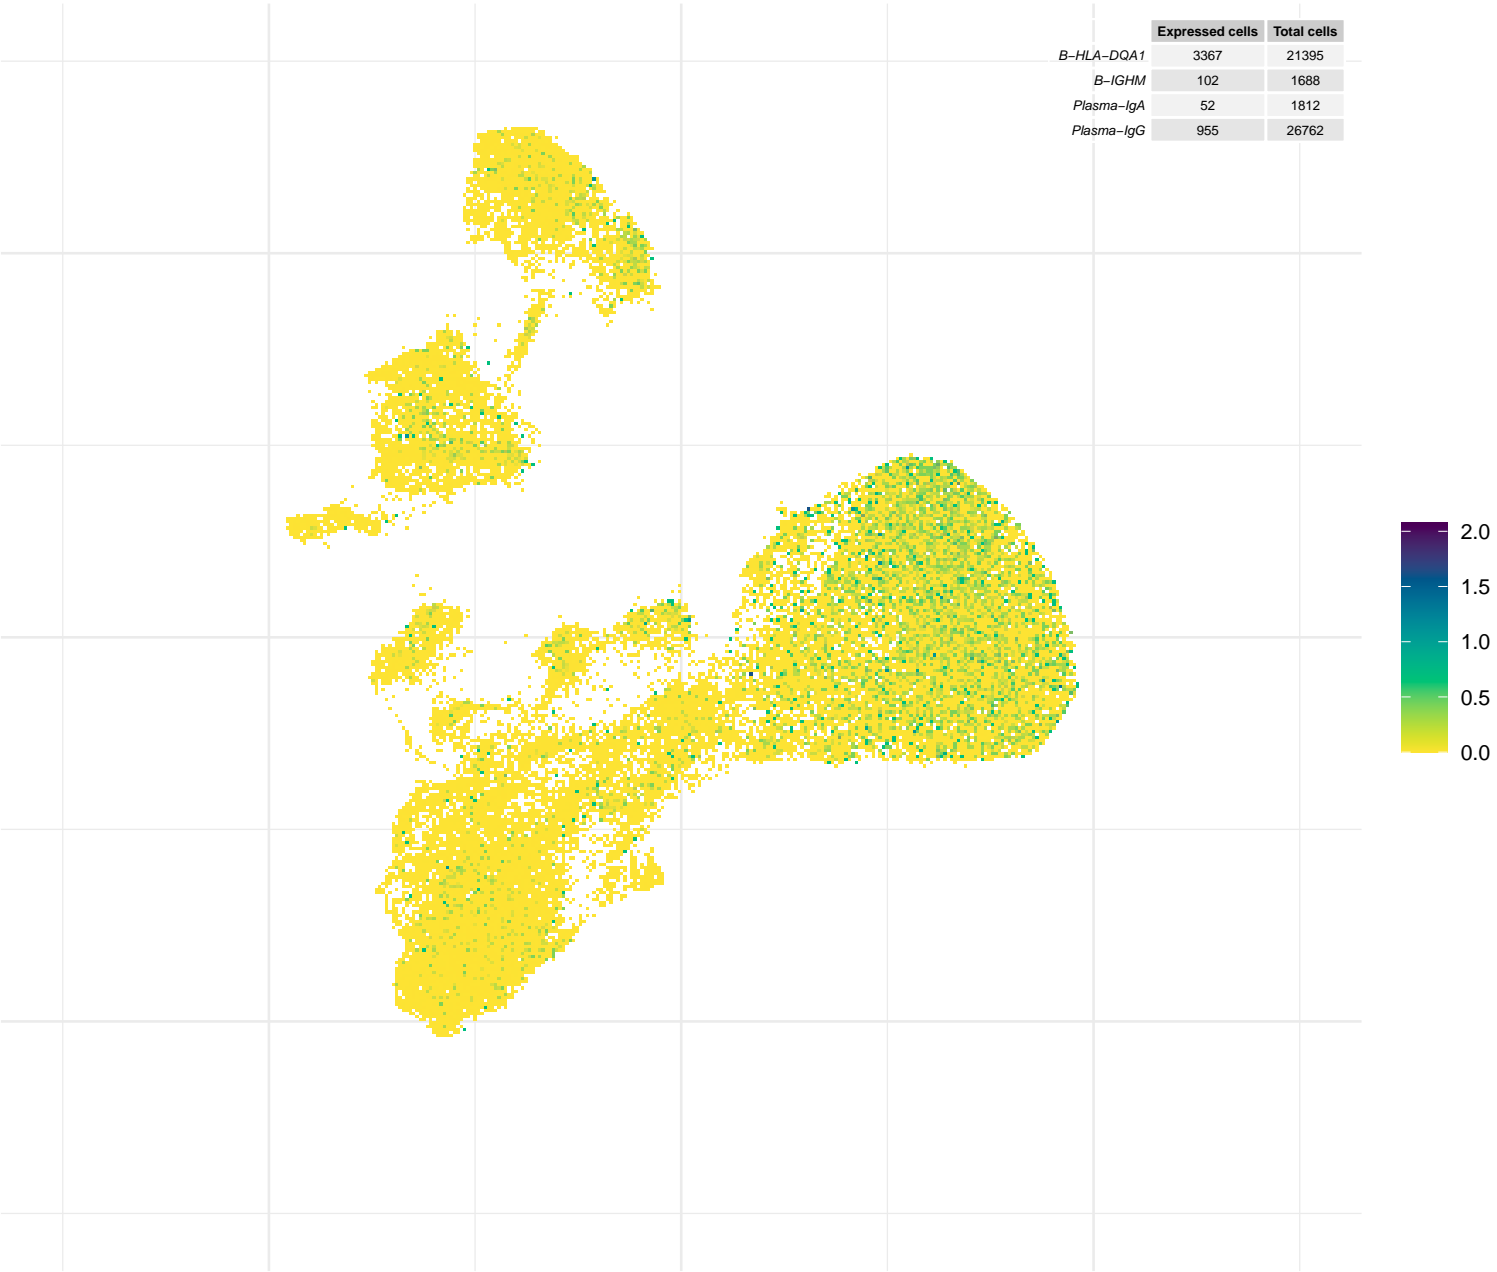 Expressed cells Total cells
B−HLA−DQA1 3367 21395
B−IGHM 102 1688
Plasma−IgA 52 1812
Plasma−IgG 955 26762
2.0
1.5
1.0
0.5
0.0